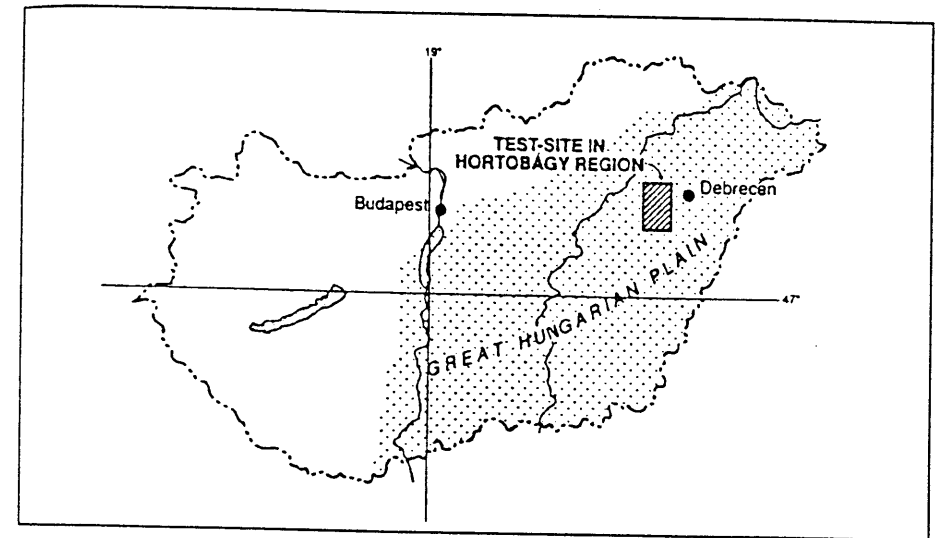 19°
TEST-SITE IN
HORTOBÁGY REGION
Debrecen
Budapest
47°
GREAT HUNGARIAN PLAIN